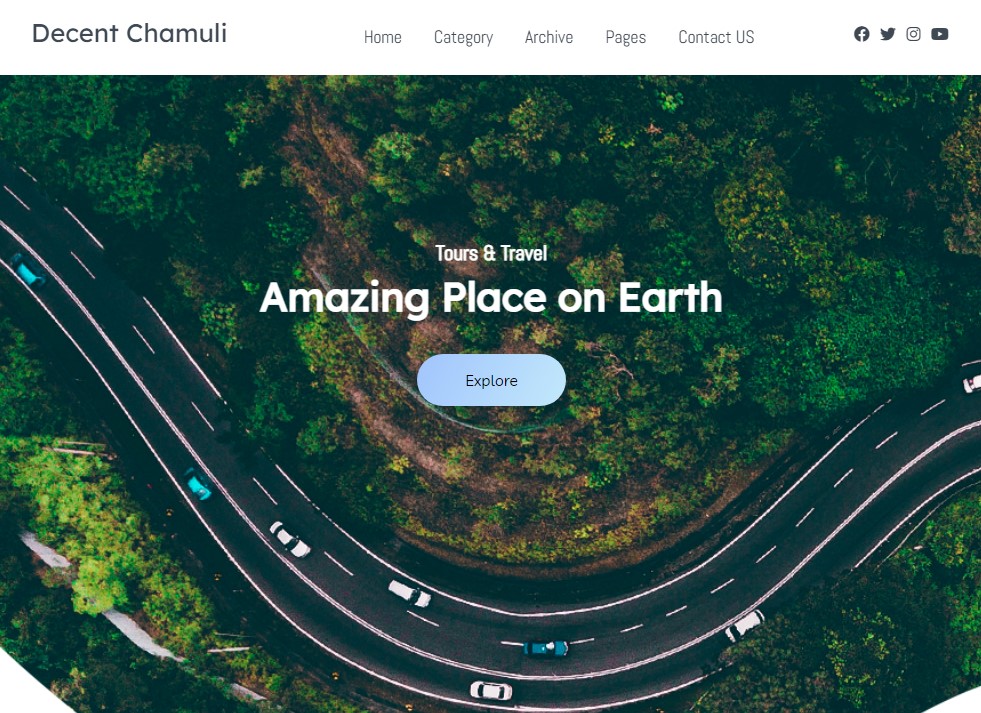 Decent Chamuli
Home Category Archive Pages Contact US
Tours & Travel
Amazing Place on Earth
Explore